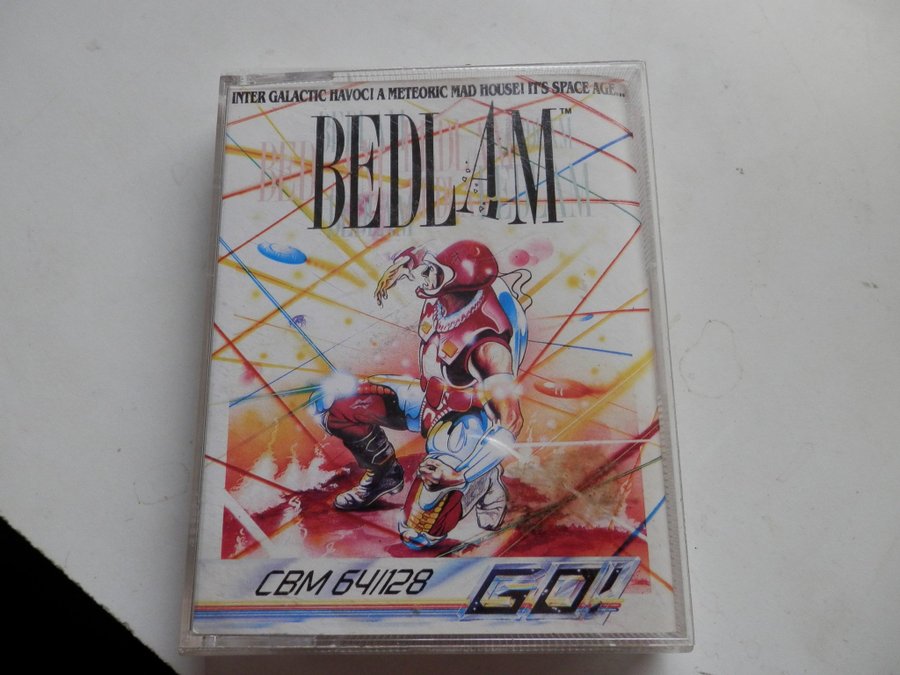 INTER GALACTIC HAVOC! A METEORIC MAD HOUSE! IT'S SPACE AGE...
BEDLAM™
CBM 64/128
GO!